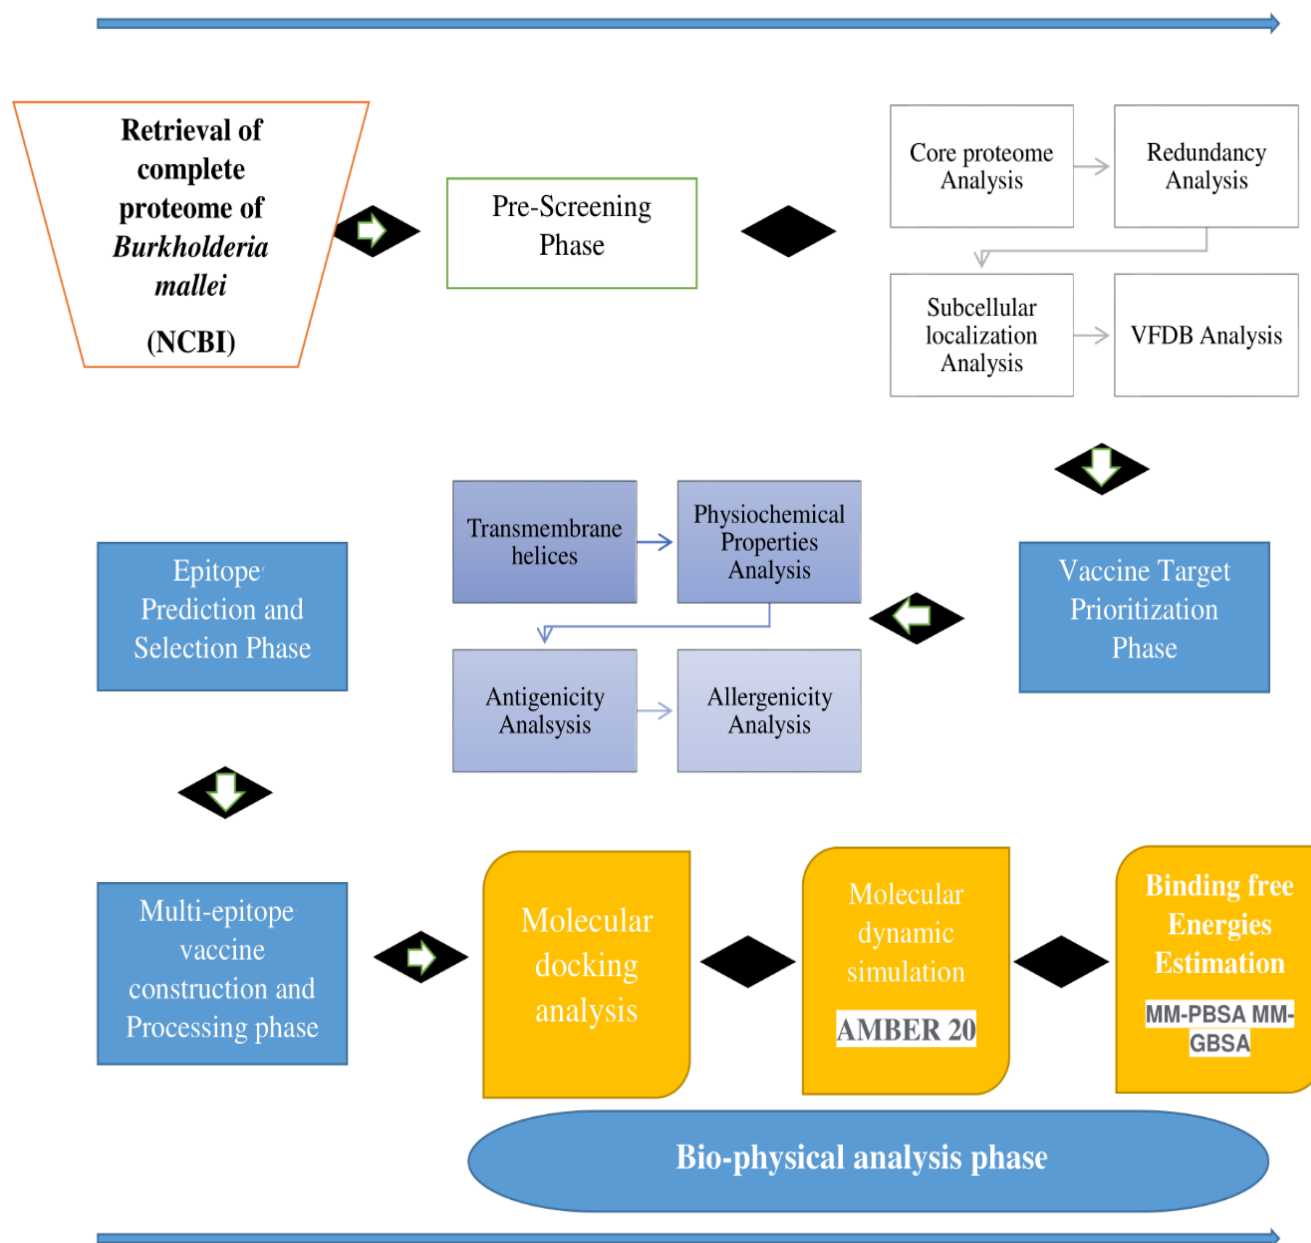 Retrieval of
complete
proteome of
Burkholderia
mallei
(NCBI)
Pre-Screening
Phase
Core proteome
Analysis
Redundancy
Analysis
Subcellular
localization
Analysis
VFDB Analysis
Vaccine Target
Prioritization
Phase
Transmembrane
helices
Physiochemical
Properties
Analysis
Antigenicity
Analsysis
Allergenicity
Analysis
Epitope
Prediction and
Selection Phase
Multi-epitope
vaccine
construction and
Processing phase
Molecular
docking
analysis
Molecular
dynamic
simulation
AMBER 20
Binding free
Energies
Estimation
MM-PBSA MM-
GBSA
Bio-physical analysis phase